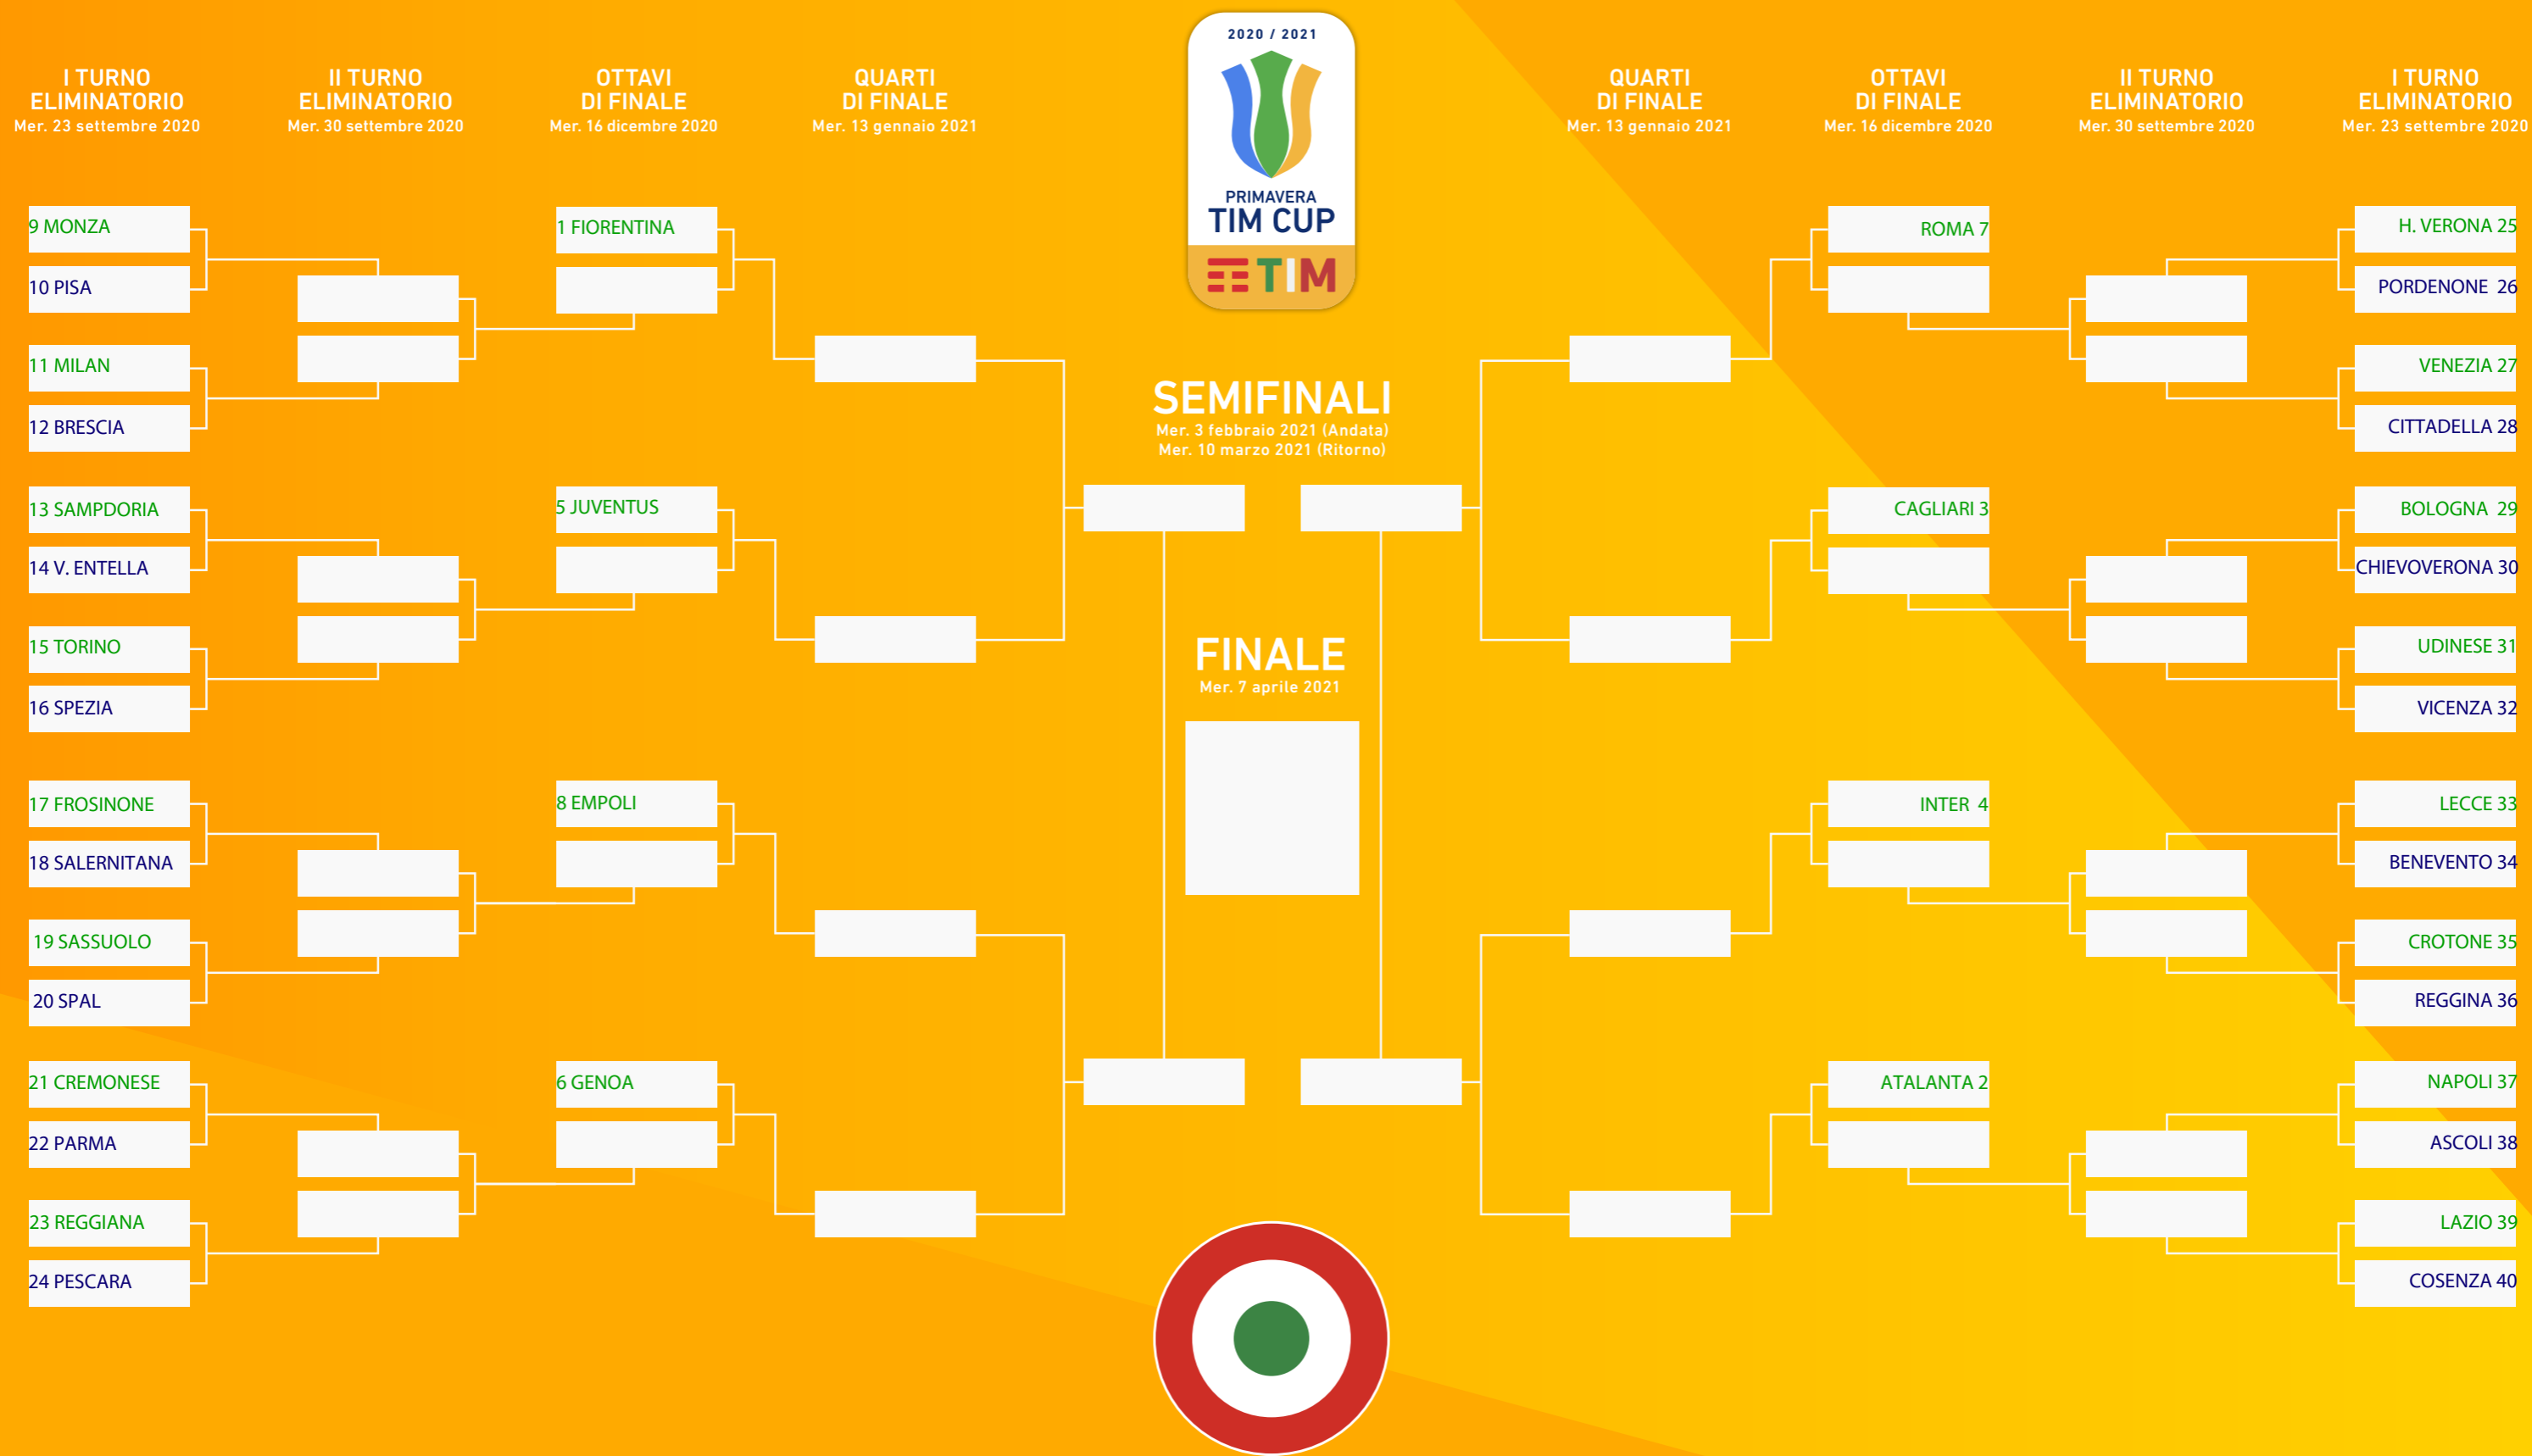 2020 / 2021
PRIMAVERA
TIM CUP
TIM
I TURNO
ELIMINATORIO
Mer. 23 settembre 2020
II TURNO
ELIMINATORIO
Mer. 30 settembre 2020
OTTAVI
DI FINALE
Mer. 16 dicembre 2020
QUARTI
DI FINALE
Mer. 13 gennaio 2021
QUARTI
DI FINALE
Mer. 13 gennaio 2021
OTTAVI
DI FINALE
Mer. 16 dicembre 2020
II TURNO
ELIMINATORIO
Mer. 30 settembre 2020
I TURNO
ELIMINATORIO
Mer. 23 settembre 2020
9 MONZA
10 PISA
11 MILAN
12 BRESCIA
13 SAMPDORIA
14 V. ENTELLA
15 TORINO
16 SPEZIA
17 FROSINONE
18 SALERNITANA
19 SASSUOLO
20 SPAL
21 CREMONESE
22 PARMA
23 REGGIANA
24 PESCARA
1 FIORENTINA
5 JUVENTUS
8 EMPOLI
6 GENOA
SEMIFINALI
Mer. 3 febbraio 2021 (Andata)
Mer. 10 marzo 2021 (Ritorno)
FINALE
Mer. 7 aprile 2021
ROMA 7
CAGLIARI 3
INTER 4
ATALANTA 2
H. VERONA 25
PORDENONE 26
VENEZIA 27
CITTADELLA 28
BOLOGNA 29
CHIEVOVERONA 30
UDINESE 31
VICENZA 32
LECCE 33
BENEVENTO 34
CROTONE 35
REGGINA 36
NAPOLI 37
ASCOLI 38
LAZIO 39
COSENZA 40